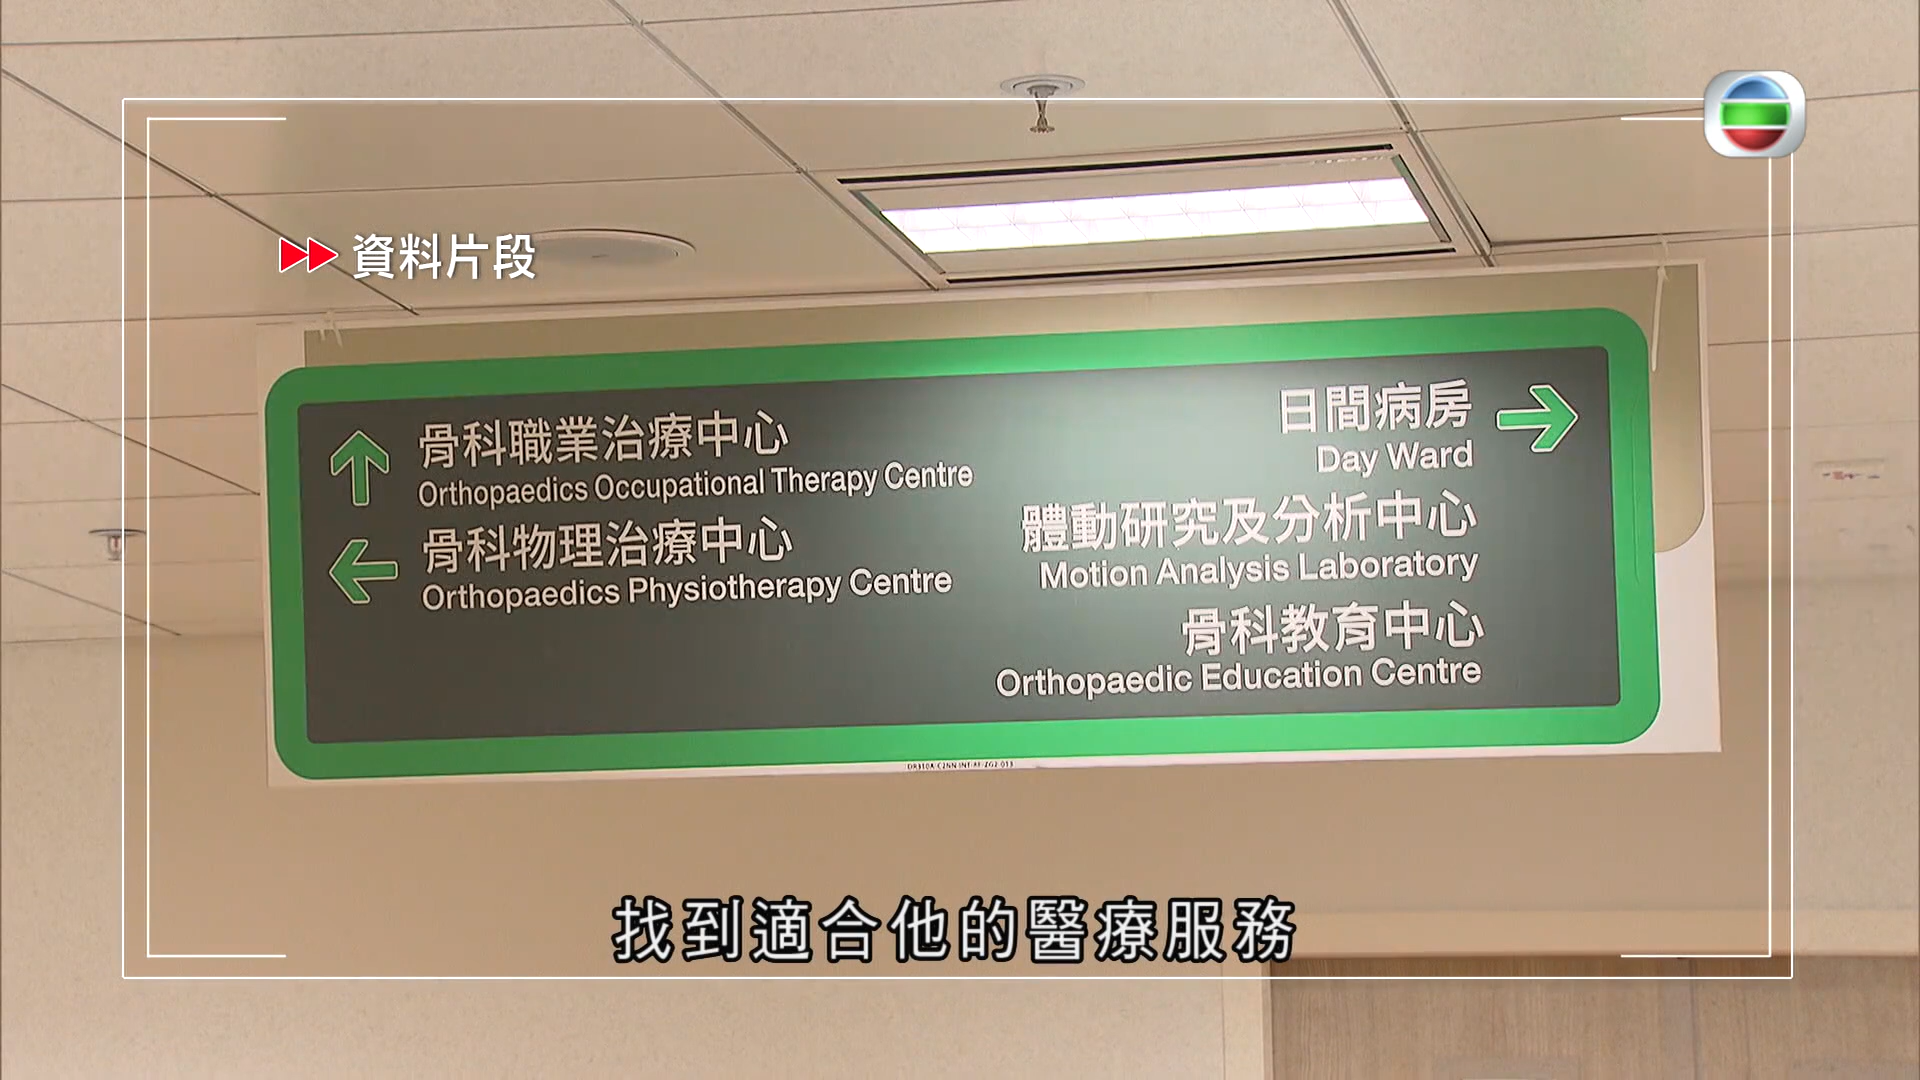 資料片段
骨科職業治療中心
Orthopaedics Occupational Therapy Centre
骨科物理治療中心
Orthopaedics Physiotherapy Centre
日間病房
Day Ward
體動研究及分析中心
Motion Analysis Laboratory
骨科教育中心
Orthopaedic Education Centre
找到適合他的醫療服務